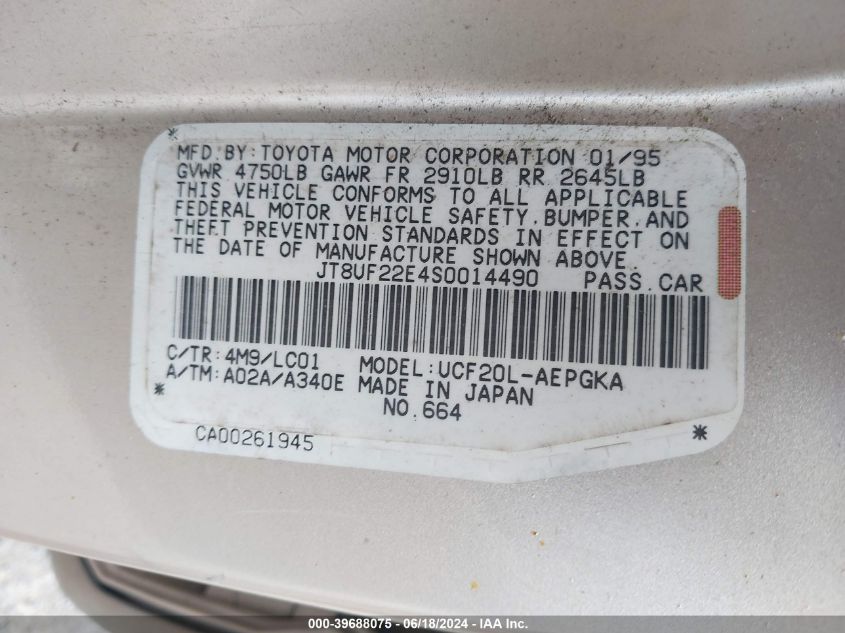 MFD.BY:TOYOTA MOTOR CORPORATION 01/95
GVWR 4750LB GAWR FR 2910LB RR 2645LB
THIS VEHICLE CONFORMS TO ALL APPLICABLE
FEDERAL MOTOR VEHICLE SAFETY,BUMPER,AND
THEFT PREVENTION STANDARDS IN EFFECT ON
THE DATE OF MANUFACTURE SHOWN ABOVE.
JT8UF22E4S0014490 PASS.CAR
C/TR:4M9/LC01 MODEL:UCF20L-AEPGKA
A/TM:A02A/A340E MADE IN JAPAN
NO.664
CA00261945
000-39688075 - 06/18/2024 - IAA Inc.